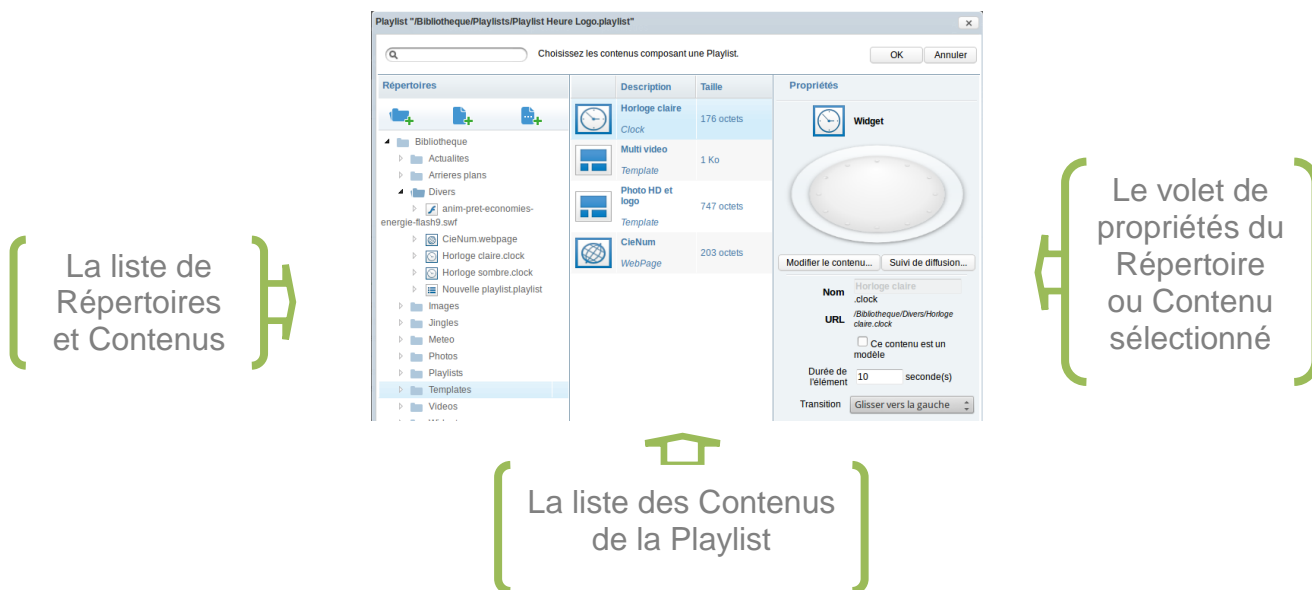 Playlist "/Bibliotheque/Playlists/Playlist Heure Logo.playlist"
Choisissez les contenus composant une Playlist.
OK
Annuler
Répertoires
Description
Taille
Propriétés
Bibliotheque
Actualites
Arrieres plans
Divers
anim-pret-economies-
energie-flash9.swf
CieNum.webpage
Horloge claire.clock
Horloge sombre.clock
Nouvelle playlist.playlist
Images
Jingles
Meteo
Photos
Playlists
Templates
Videos
Horloge claire
Clock
176 octets
Multi video
Template
1 Ko
Photo HD et
logo
Template
747 octets
CieNum
WebPage
203 octets
Widget
Modifier le contenu...
Suivi de diffusion...
Nom
Horloge claire
.clock
URL
/Bibliotheque/Divers/Horloge
claire.clock
Ce contenu est un
modèle
Durée de
l'élément
10
seconde(s)
Transition
Glisser vers la gauche
La liste de
Répertoires
et Contenus
Le volet de
propriétés du
Répertoire
ou Contenu
sélectionné
La liste des Contenus
de la Playlist